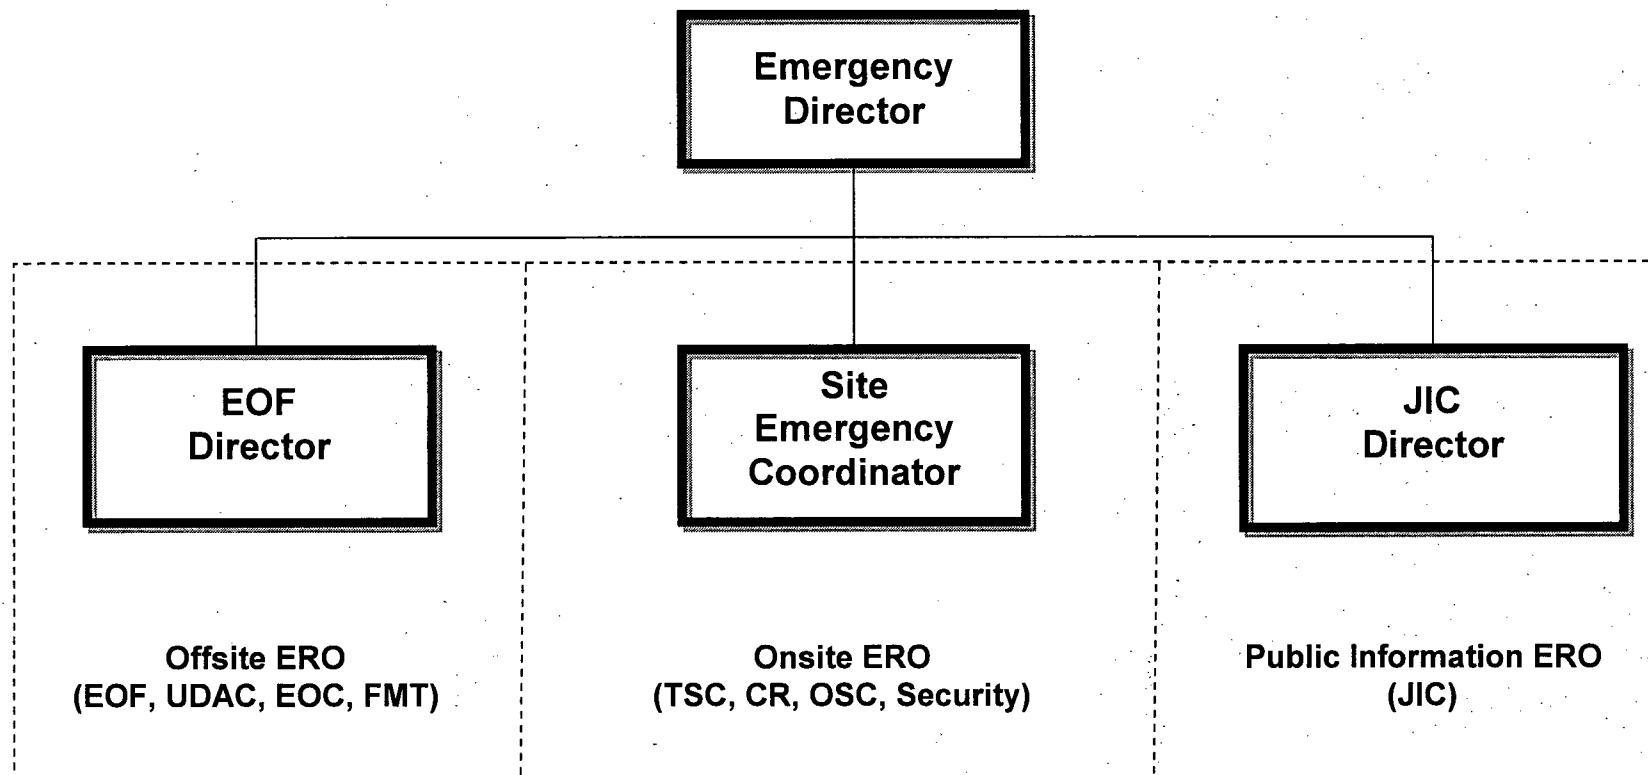 Emergency
Director
EOF
Director
Site
Emergency
Coordinator
JIC
Director
Offsite ERO
(EOF, UDAC, EOC, FMT)
Onsite ERO
(TSC, CR, OSC, Security)
Public Information ERO
(JIC)